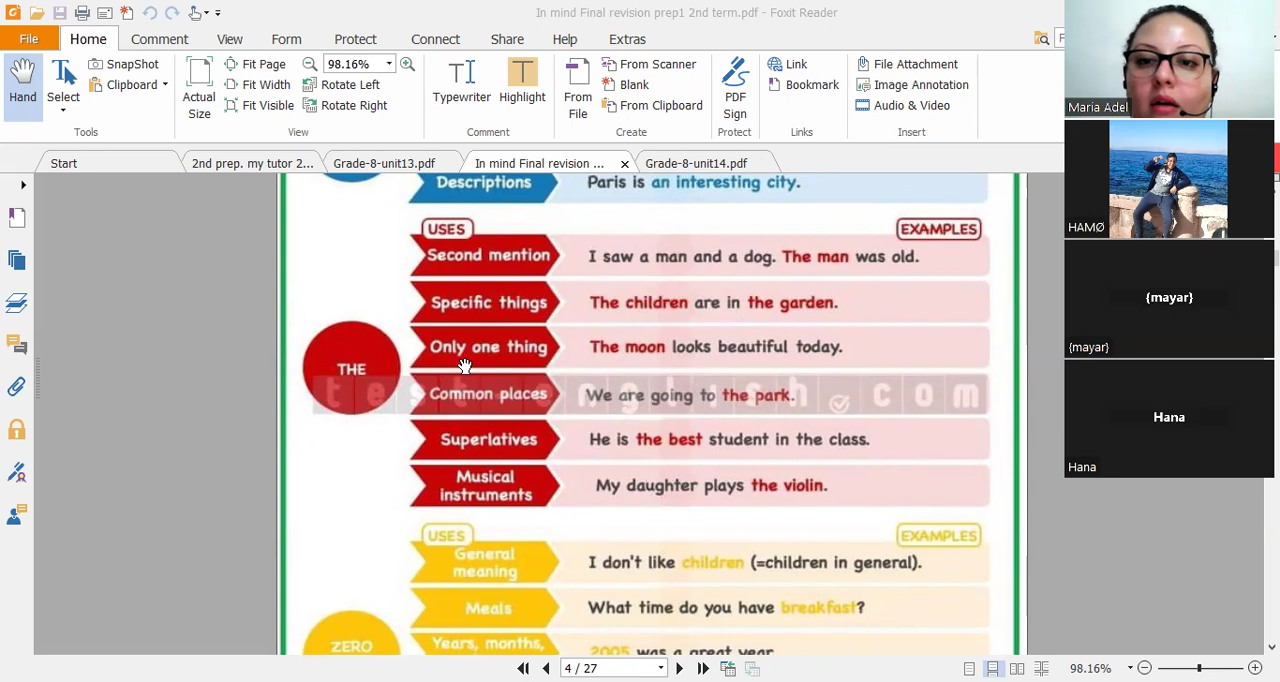 In mind Final revision prep1 2nd term.pdf - Foxit Reader
File Home Comment View Form Protect Connect Share Help Extras
Hand
Select
SnapShot
Clipboard
Tools
Actual Size
Fit Page
Fit Width
Fit Visible
98.16%
Rotate Left
Rotate Right
View
Typewriter
Highlight
Comment
From File
From Scanner
Blank
From Clipboard
Create
PDF Sign
Protect
Link
Bookmark
Links
File Attachment
Image Annotation
Audio & Video
Insert
Start
2nd prep. my tutor 2...
Grade-8-unit13.pdf
In mind Final revision ...
Grade-8-unit14.pdf
Descriptions Paris is an interesting city.
USES EXAMPLES
THE
Second mention I saw a man and a dog. The man was old.
Specific things The children are in the garden.
Only one thing The moon looks beautiful today.
Common places We are going to the park.
test-english.com
Superlatives He is the best student in the class.
Musical instruments My daughter plays the violin.
USES EXAMPLES
ZERO
General meaning I don't like children (=children in general).
Meals What time do you have breakfast?
Years, months, 2005 was a great year.
4 / 27
98.16%
Maria Adel
HAMØ
{mayar}
{mayar}
Hana
Hana